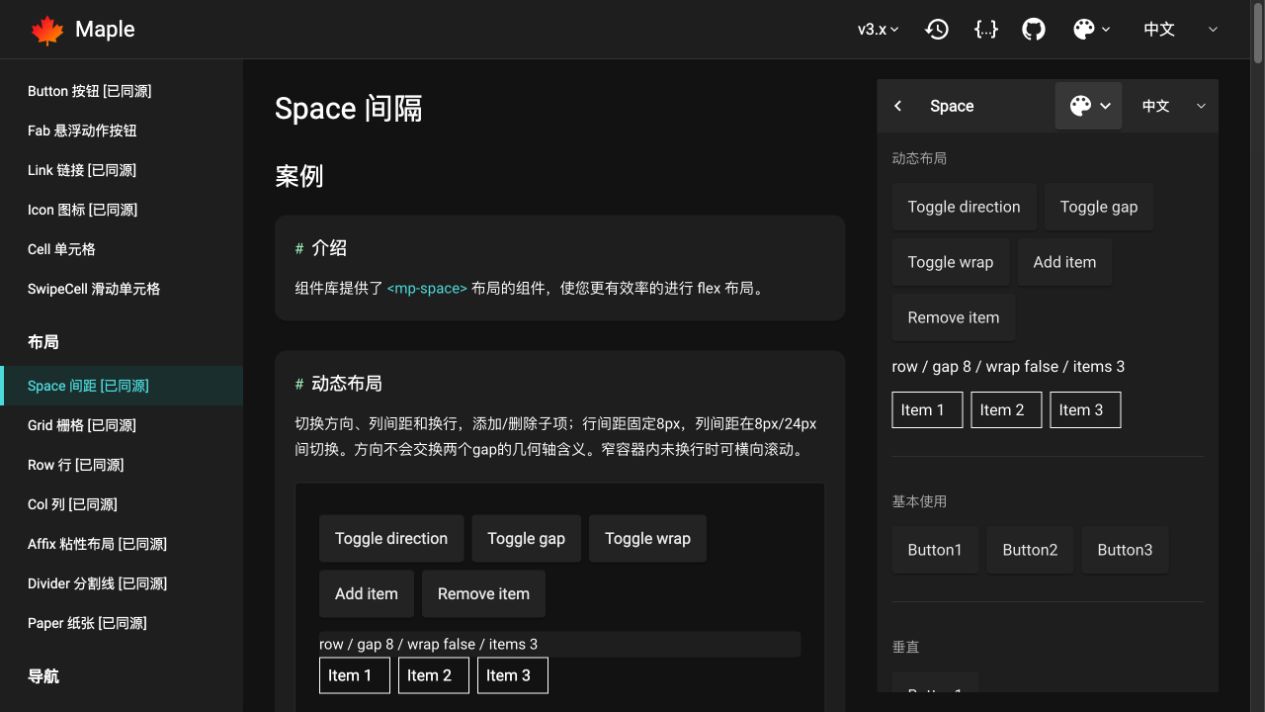 Maple
v3.x
{...}
中文
Button 按钮 [已同源]
Fab 悬浮动作按钮
Link 链接 [已同源]
Icon 图标 [已同源]
Cell 单元格
SwipeCell 滑动单元格
布局
Space 间距 [已同源]
Grid 栅格 [已同源]
Row 行 [已同源]
Col 列 [已同源]
Affix 粘性布局 [已同源]
Divider 分割线 [已同源]
Paper 纸张 [已同源]
导航
Space 间隔
案例
# 介绍
组件库提供了 <mp-space> 布局的组件，使您更有效率的进行 flex 布局。
# 动态布局
切换方向、列间距和换行，添加/删除子项；行间距固定8px，列间距在8px/24px
间切换。方向不会交换两个gap的几何轴含义。窄容器内未换行时可横向滚动。
Toggle direction Toggle gap Toggle wrap
Add item Remove item
row / gap 8 / wrap false / items 3
Item 1 Item 2 Item 3
Space 中文
动态布局
Toggle direction Toggle gap
Toggle wrap Add item
Remove item
row / gap 8 / wrap false / items 3
Item 1 Item 2 Item 3
基本使用
Button1 Button2 Button3
垂直